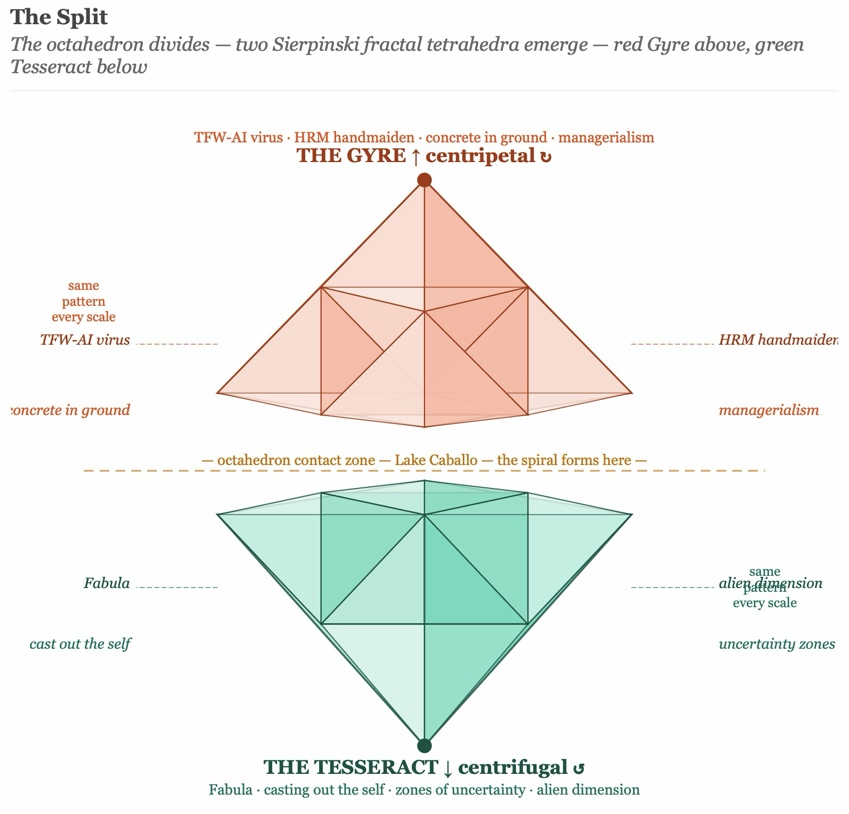 The Split
The octahedron divides — two Sierpinski fractal tetrahedra emerge — red Gyre above, green
Tesseract below
TFW-AI virus · HRM handmaiden · concrete in ground · managerialism
THE GYRE ↑ centripetal ↻
same
pattern
every scale
TFW-AI virus
HRM handmaiden
oncrete in ground
managerialism
— octahedron contact zone — Lake Caballo — the spiral forms here —
Fabula
same
alien dimension
pattern
every scale
cast out the self
uncertainty zones
THE TESSERACT ↓ centrifugal ↺
Fabula · casting out the self · zones of uncertainty · alien dimension